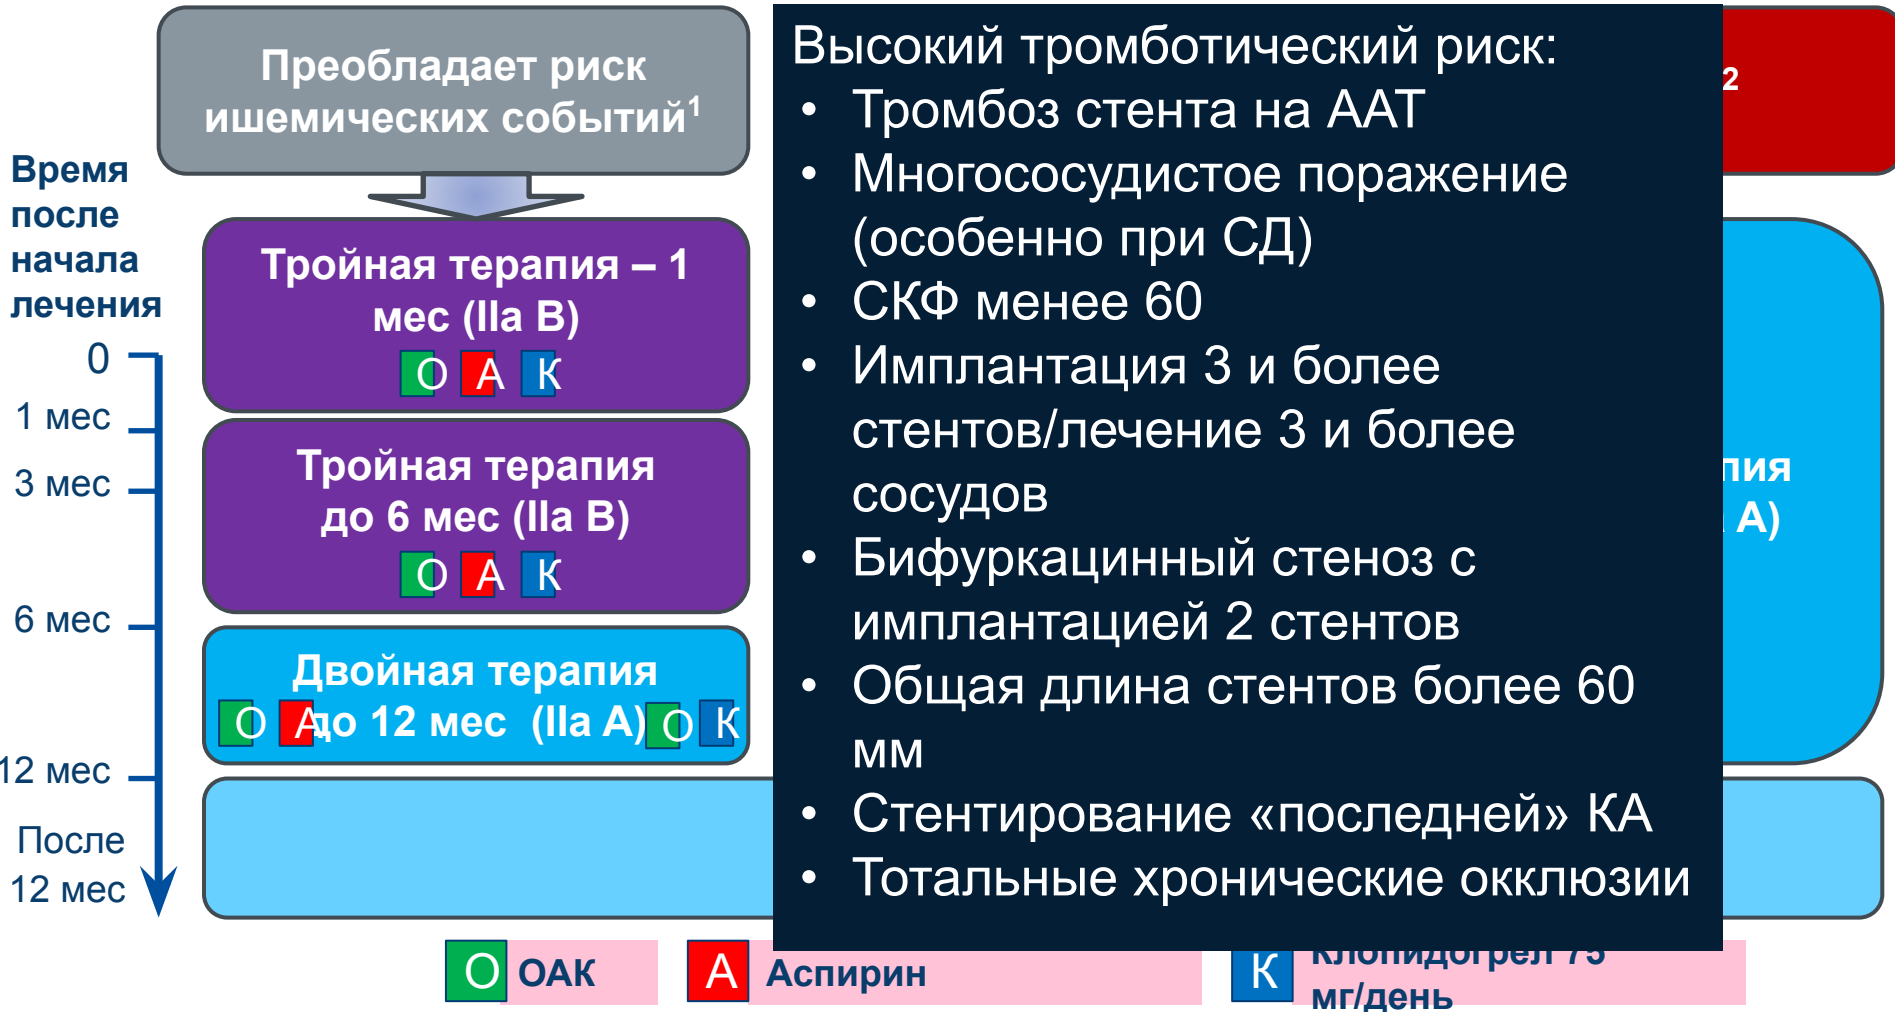 Преобладает риск
ишемических событий1
2
Время
после
начала
лечения
0
1 мес
3 мес
6 мес
12 мес
После
12 мес
Тройная терапия – 1
мес (IIa B)
О А К
Тройная терапия
до 6 мес (IIa B)
О А К
Двойная терапия
до 12 мес (IIa A)
О А О К
Высокий тромботический риск:
• Тромбоз стента на ААТ
• Многососудистое поражение
(особенно при СД)
• СКФ менее 60
• Имплантация 3 и более
стентов/лечение 3 и более
сосудов
• Бифуркацинный стеноз с
имплантацией 2 стентов
• Общая длина стентов более 60
мм
• Стентирование «последней» КА
• Тотальные хронические окклюзии
пия
A)
О ОАК
А Аспирин
К Клопидогрел 75
мг/день